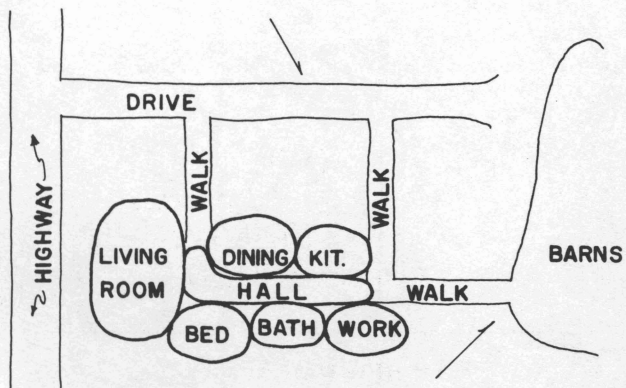 DRIVE
HIGHWAY
WALK
WALK
LIVING
ROOM
DINING
KIT.
HALL
WALK
BARNS
BED
BATH
WORK